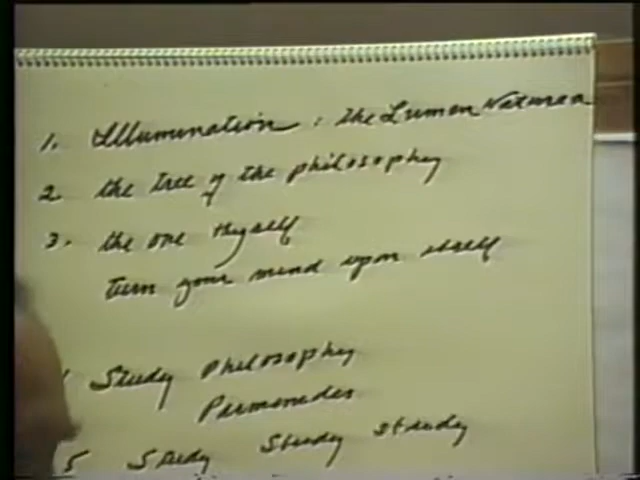 1. Illumination : the Lumen Naturae
2 the tree of the philosophy
3. the one thyself
turn your mind upon itself
Study Philosophy
Parmenides
5 Study Study study